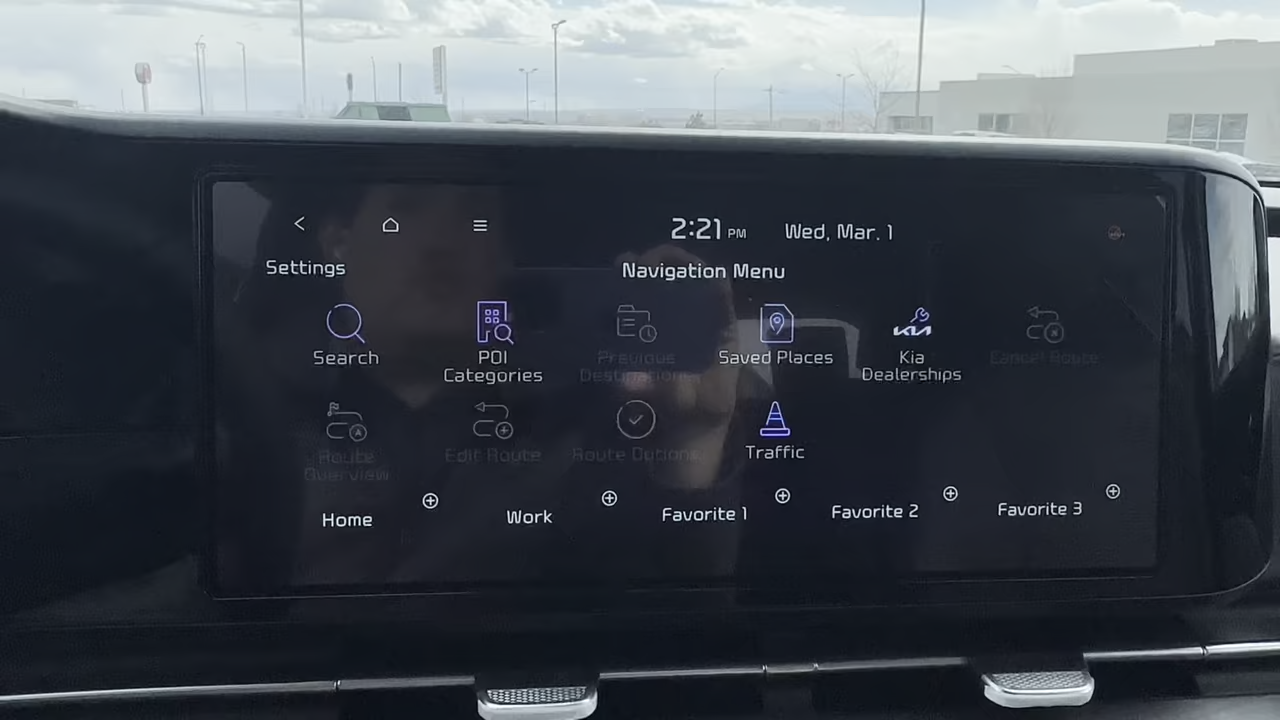 2:21 PM Wed, Mar. 1
Settings
Navigation Menu
Search
POI
Categories
Previous
Destinations
Saved Places
Kia
Dealerships
Cancel Route
Route
Overview
Edit Route
Route Options
Traffic
Home
Work
Favorite 1
Favorite 2
Favorite 3